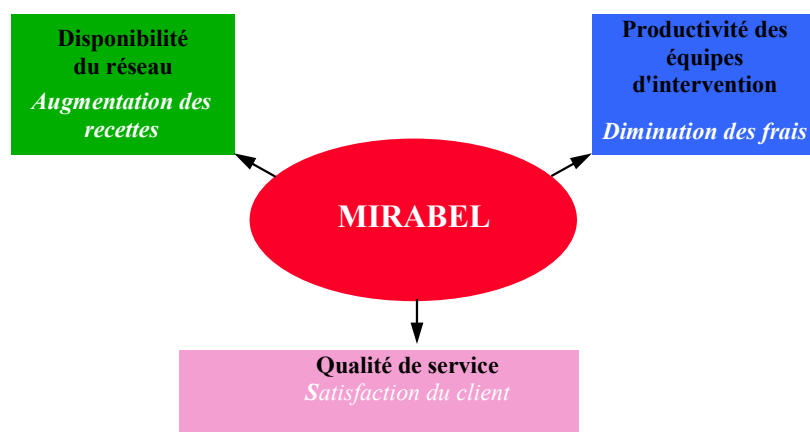 Disponibilité
du réseau
Augmentation des
recettes
Productivité des
équipes
d'intervention
Diminution des frais
MIRABEL
Qualité de service
Satisfaction du client